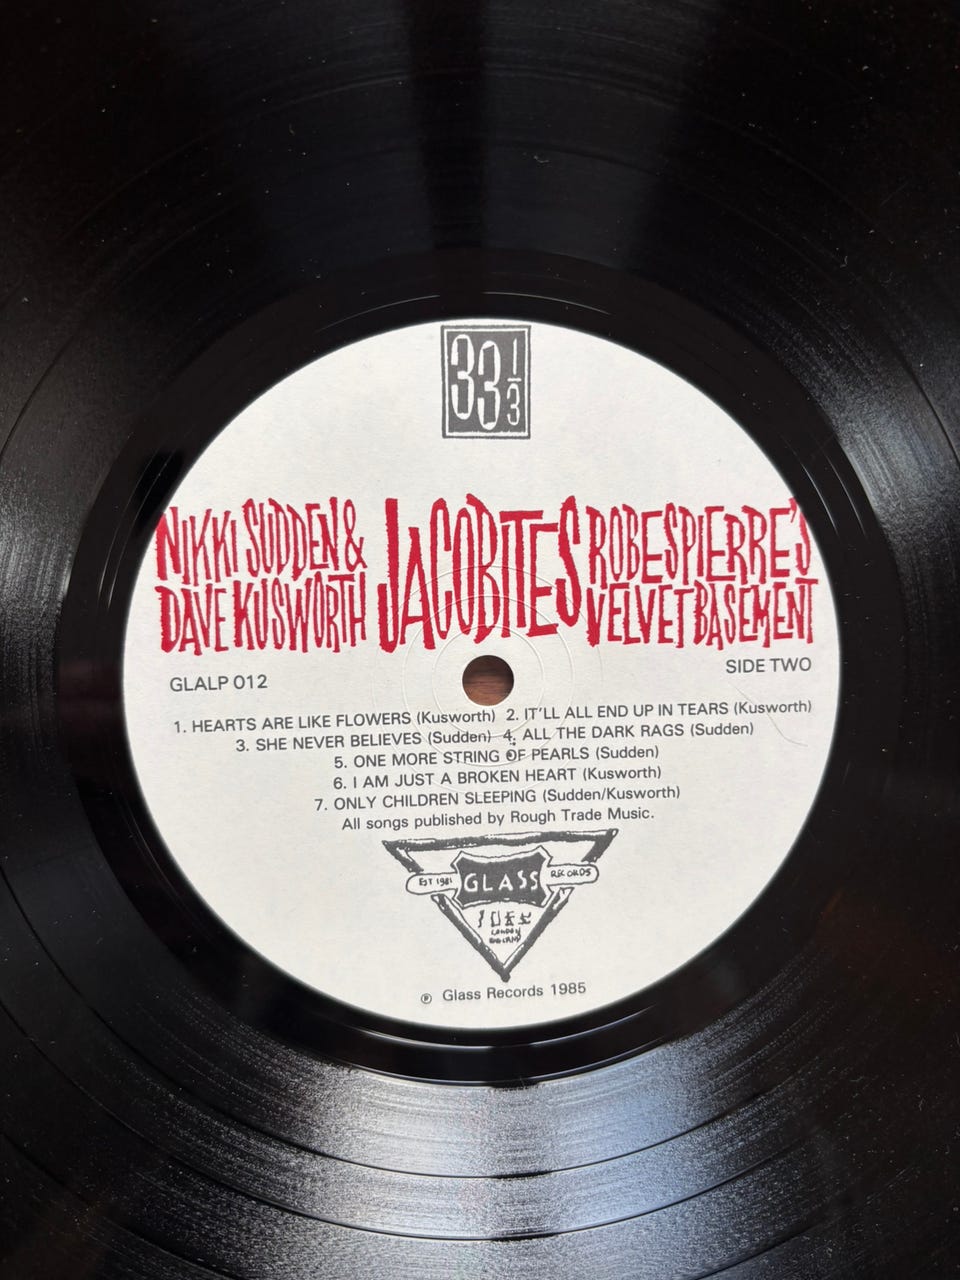 33 1/3
NIKKI SUDDEN & JACOBITES ROBESPIERRE'S
DAVE KUSWORTH VELVET BASEMENT
GLALP 012
SIDE TWO
1. HEARTS ARE LIKE FLOWERS (Kusworth) 2. IT'LL ALL END UP IN TEARS (Kusworth)
3. SHE NEVER BELIEVES (Sudden) 4. ALL THE DARK RAGS (Sudden)
5. ONE MORE STRING OF PEARLS (Sudden)
6. I AM JUST A BROKEN HEART (Kusworth)
7. ONLY CHILDREN SLEEPING (Sudden/Kusworth)
All songs published by Rough Trade Music.
EST 1981 GLASS RECORDS
LONDON
ENGLAND
℗ Glass Records 1985